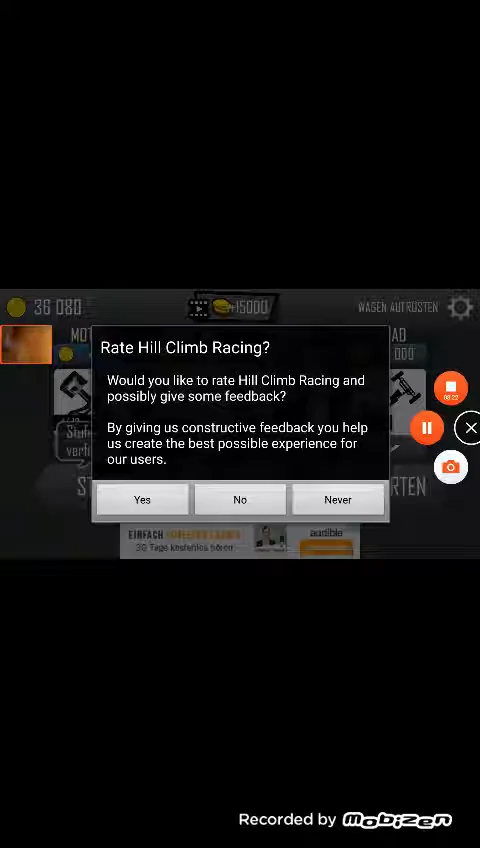 36 080
+15000
WAGEN AUFRÜSTEN
Rate Hill Climb Racing?
Would you like to rate Hill Climb Racing and
possibly give some feedback?
By giving us constructive feedback you help
us create the best possible experience for
our users.
Yes No Never
03:22
EINFACH
audible
30 Tage kostenlos hören
Recorded by Mobizen